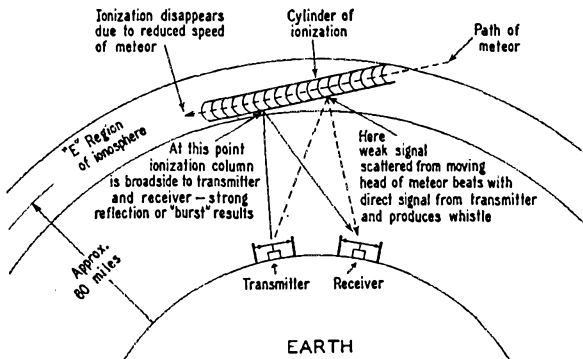 Ionization disappears
due to reduced speed
of meteor
Cylinder of
ionization
Path of
meteor
"E" Region
of ionosphere
At this point
ionization column
is broadside to transmitter
and receiver — strong
reflection or "burst" results
Here
weak signal
scattered from moving
head of meteor beats with
direct signal from transmitter
and produces whistle
Approx.
60 miles
Transmitter
Receiver
EARTH